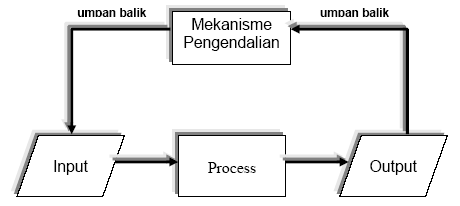 umpan balik
umpan balik
Mekanisme
Pengendalian
Input
Process
Output